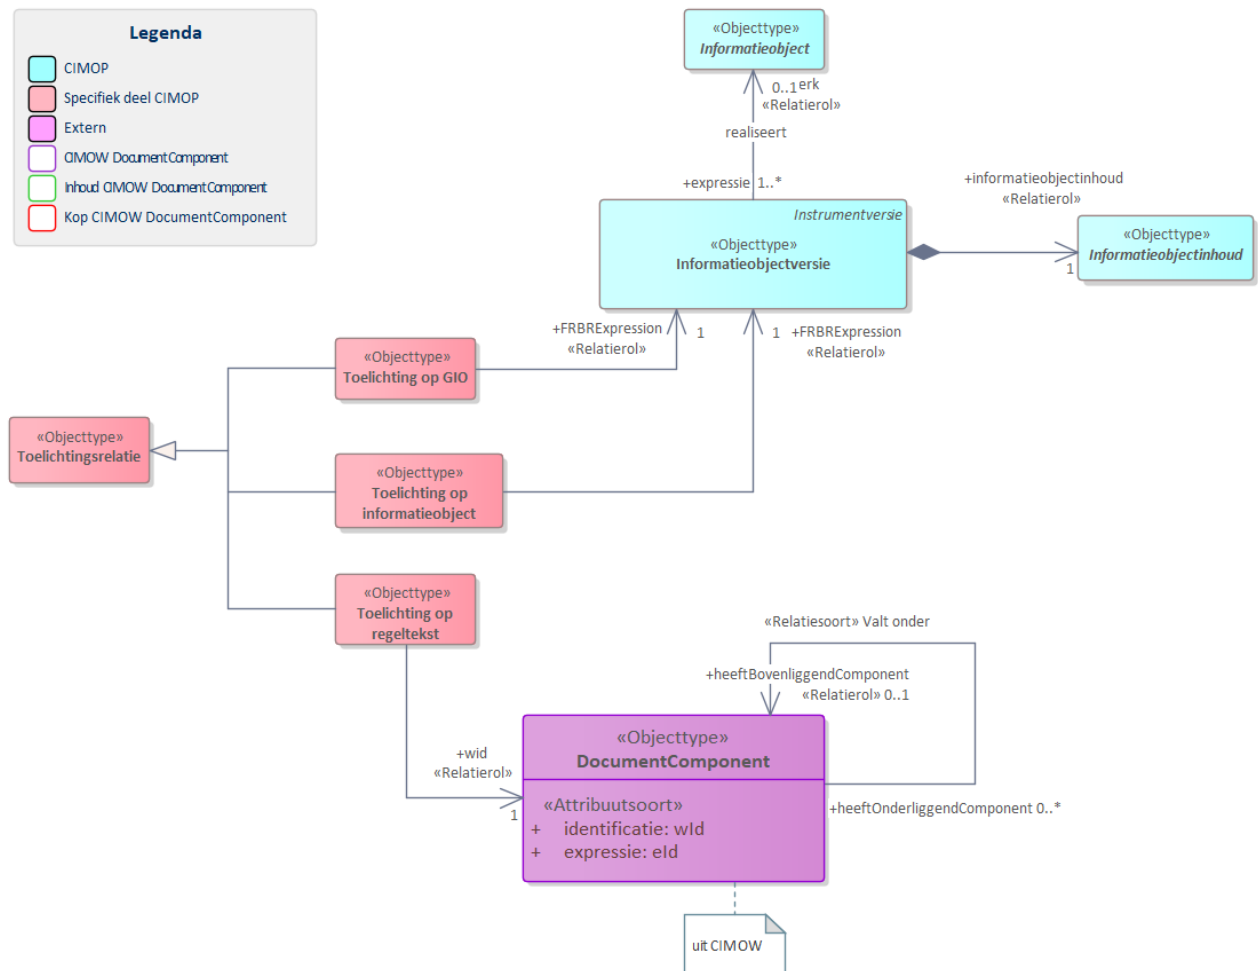 Legenda
CIMOP
Specifiek deel CIMOP
Extern
CIMOW DocumentComponent
Inhoud CIMOW DocumentComponent
Kop CIMOW DocumentComponent
«Objecttype»
Informatieobject
0..1 erk
«Relatierol»
realiseert
+expressie 1..*
Instrumentversie
«Objecttype»
Informatieobjectversie
+informatieobjectinhoud
«Relatierol»
1
«Objecttype»
Informatieobjectinhoud
+FRBRExpression
«Relatierol»
1
1
+FRBRExpression
«Relatierol»
«Objecttype»
Toelichting op GIO
«Objecttype»
Toelichtingsrelatie
«Objecttype»
Toelichting op
informatieobject
«Objecttype»
Toelichting op
regeltekst
«Relatiesoort» Valt onder
+heeftBovenliggendComponent
«Relatierol» 0..1
+wid
«Relatierol»
1
«Objecttype»
DocumentComponent
«Attribuutsoort»
+ identificatie: wId
+ expressie: eId
+heeftOnderliggendComponent 0..*
uit CIMOW